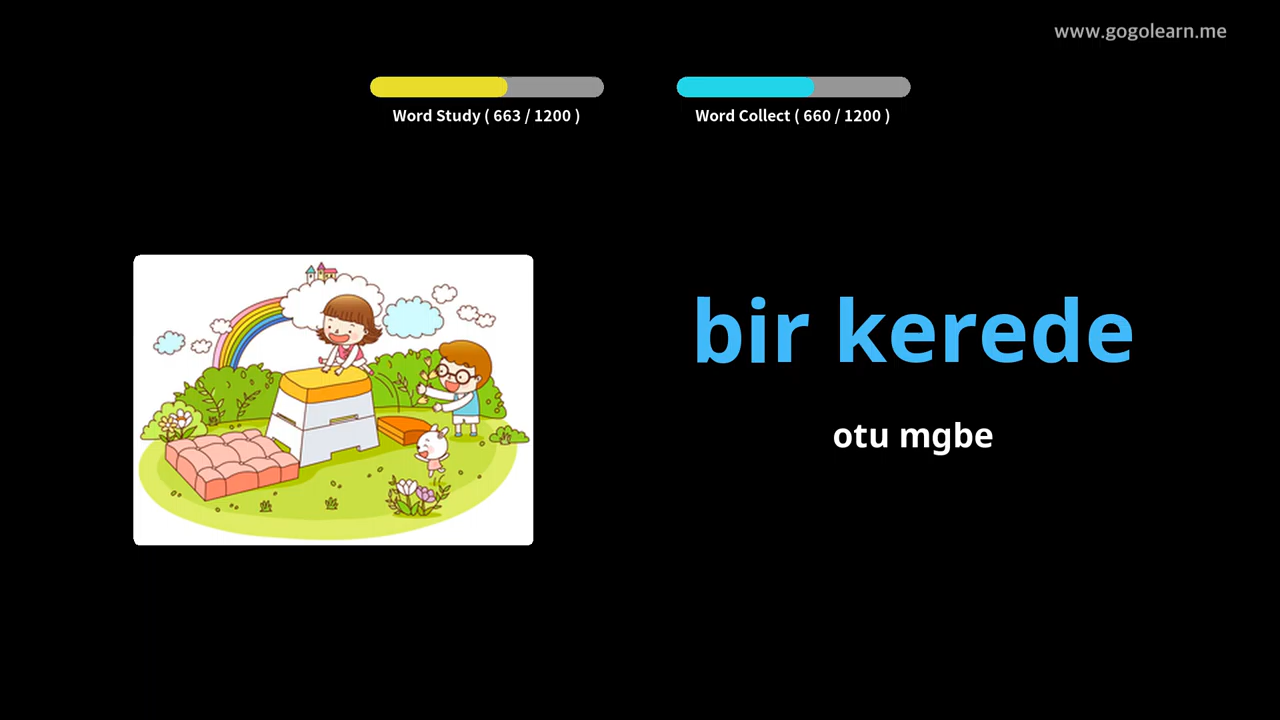 www.gogolearn.me
Word Study ( 663 / 1200 )
Word Collect ( 660 / 1200 )
bir kerede
otu mgbe